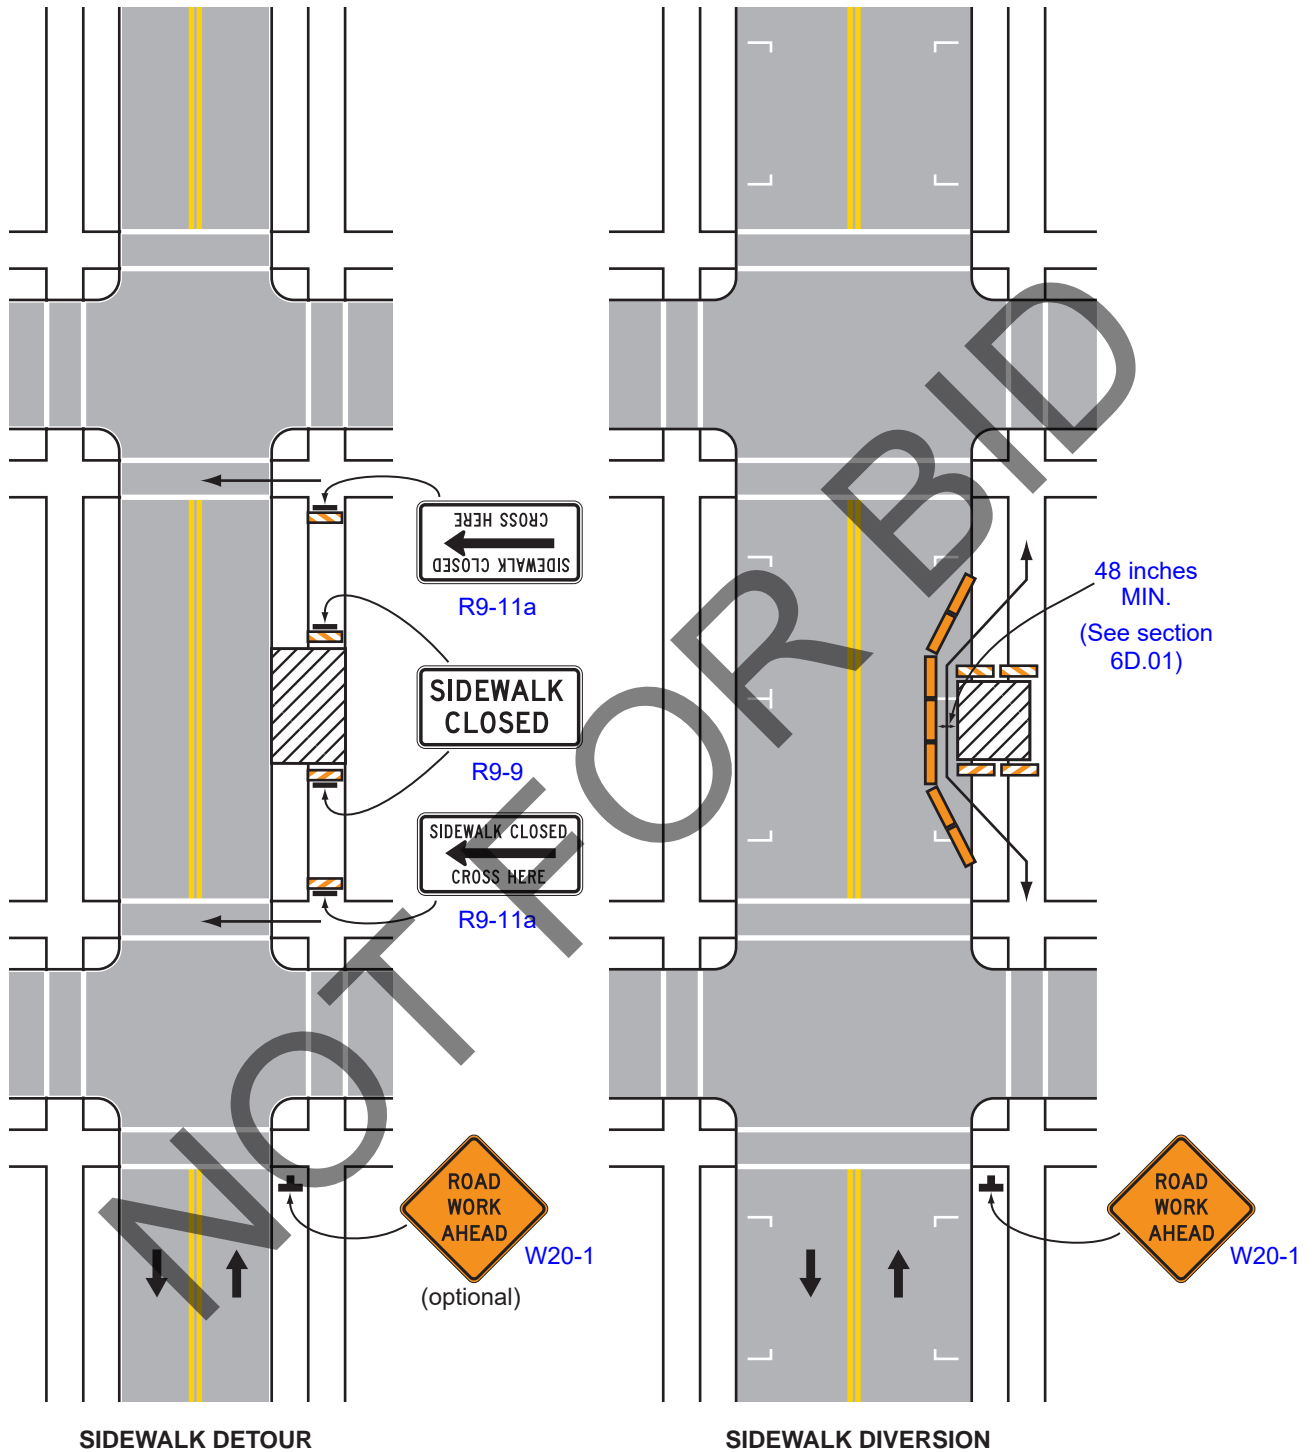 CROSS HERE
SIDEWALK CLOSED
R9-11a
SIDEWALK
CLOSED
R9-9
SIDEWALK CLOSED
CROSS HERE
R9-11a
ROAD
WORK
AHEAD
W20-1
(optional)
SIDEWALK DETOUR
48 inches
MIN.
(See section
6D.01)
ROAD
WORK
AHEAD
W20-1
SIDEWALK DIVERSION
NOT FOR BID